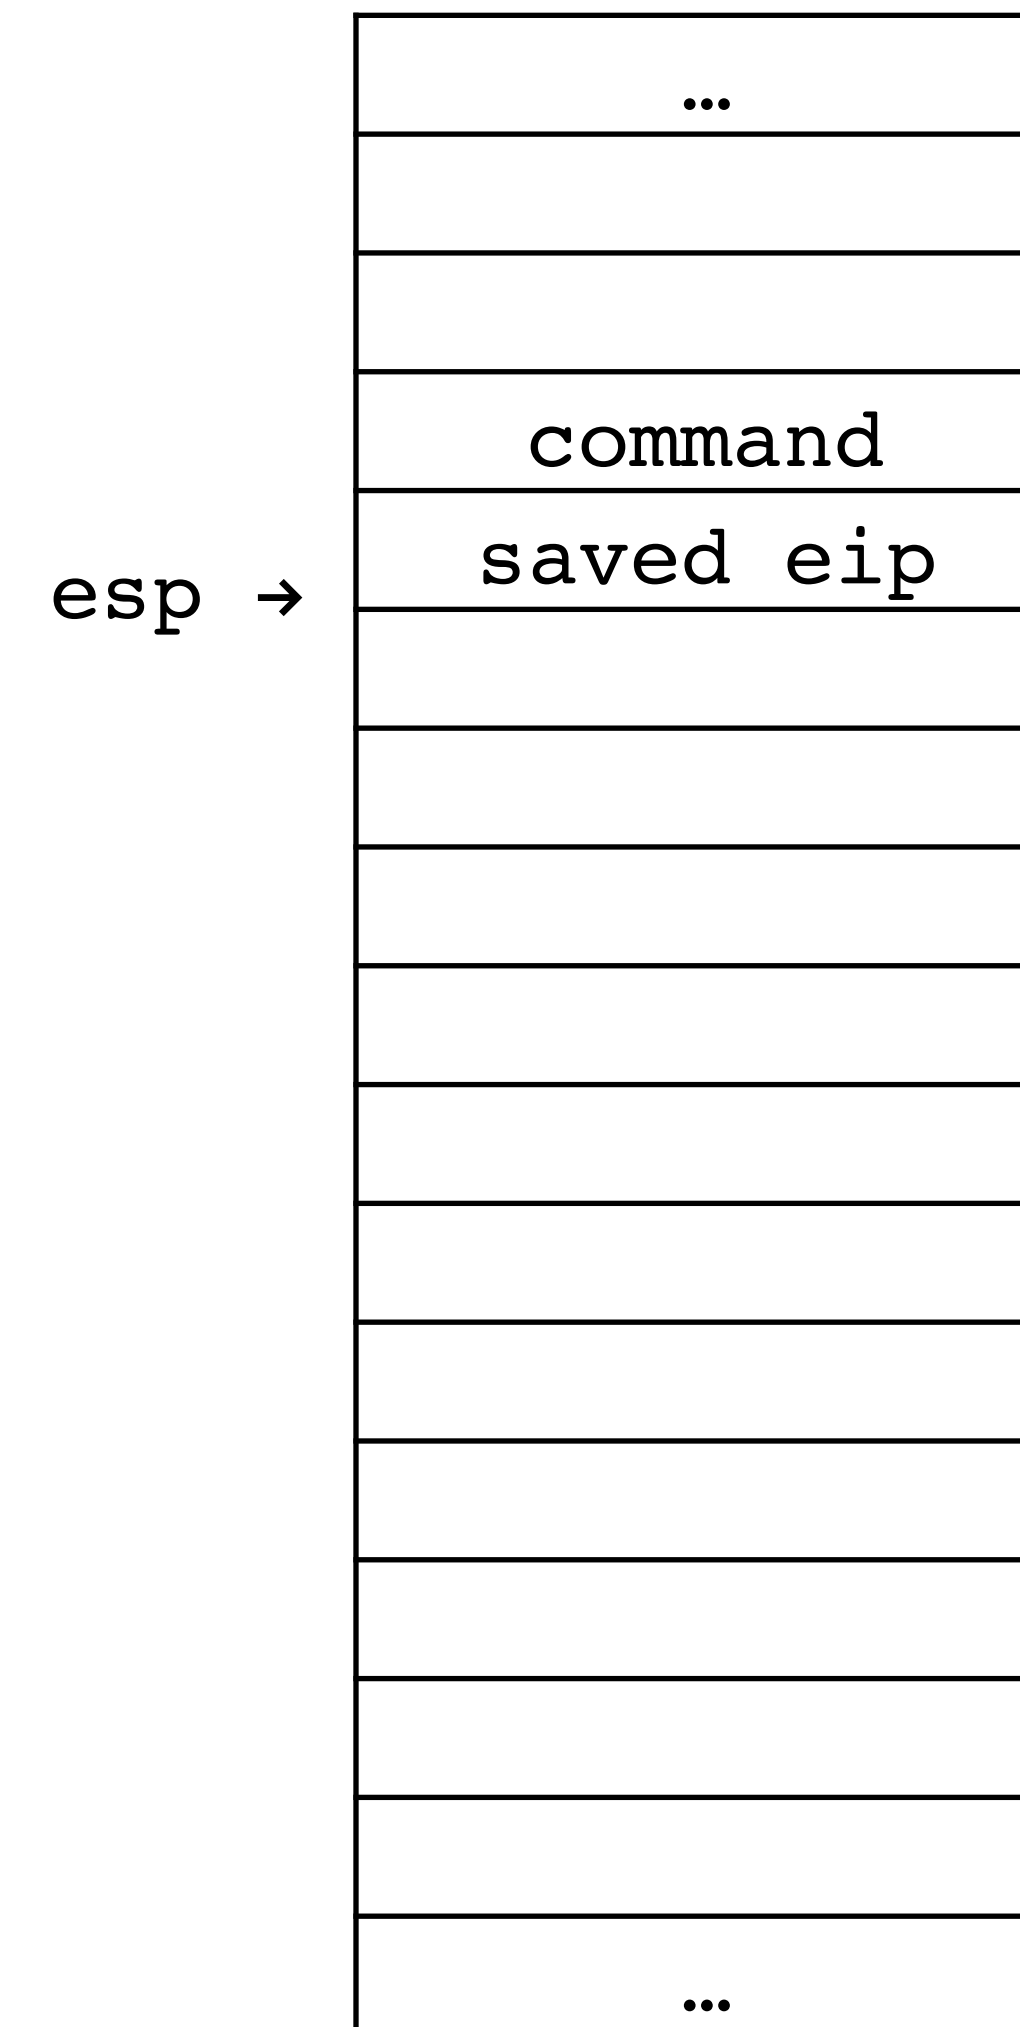 …
command
saved eip
esp →
…